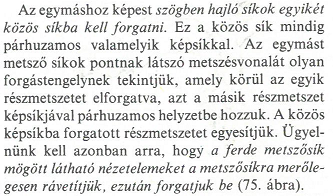 Az egymáshoz képest szögben hajló síkok egyikét
közös síkba kell forgatni. Ez a közös sík mindig
párhuzamos valamelyik képsíkkal. Az egymást
metsző síkok pontnak látszó metszésvonalát olyan
forgástengelynek tekintjük, amely körül az egyik
részmetszetet elforgatva, azt a másik részmetszet
képsíkjával párhuzamos helyzetbe hozzuk. A közös
képsíkba forgatott részmetszetet egyesítjük. Ügyel-
nünk kell azonban arra, hogy a ferde metszősík
mögött látható nézetelemeket a metszősíkra merőle-
gesen rávetítjük, ezután forgatjuk be (75. ábra).